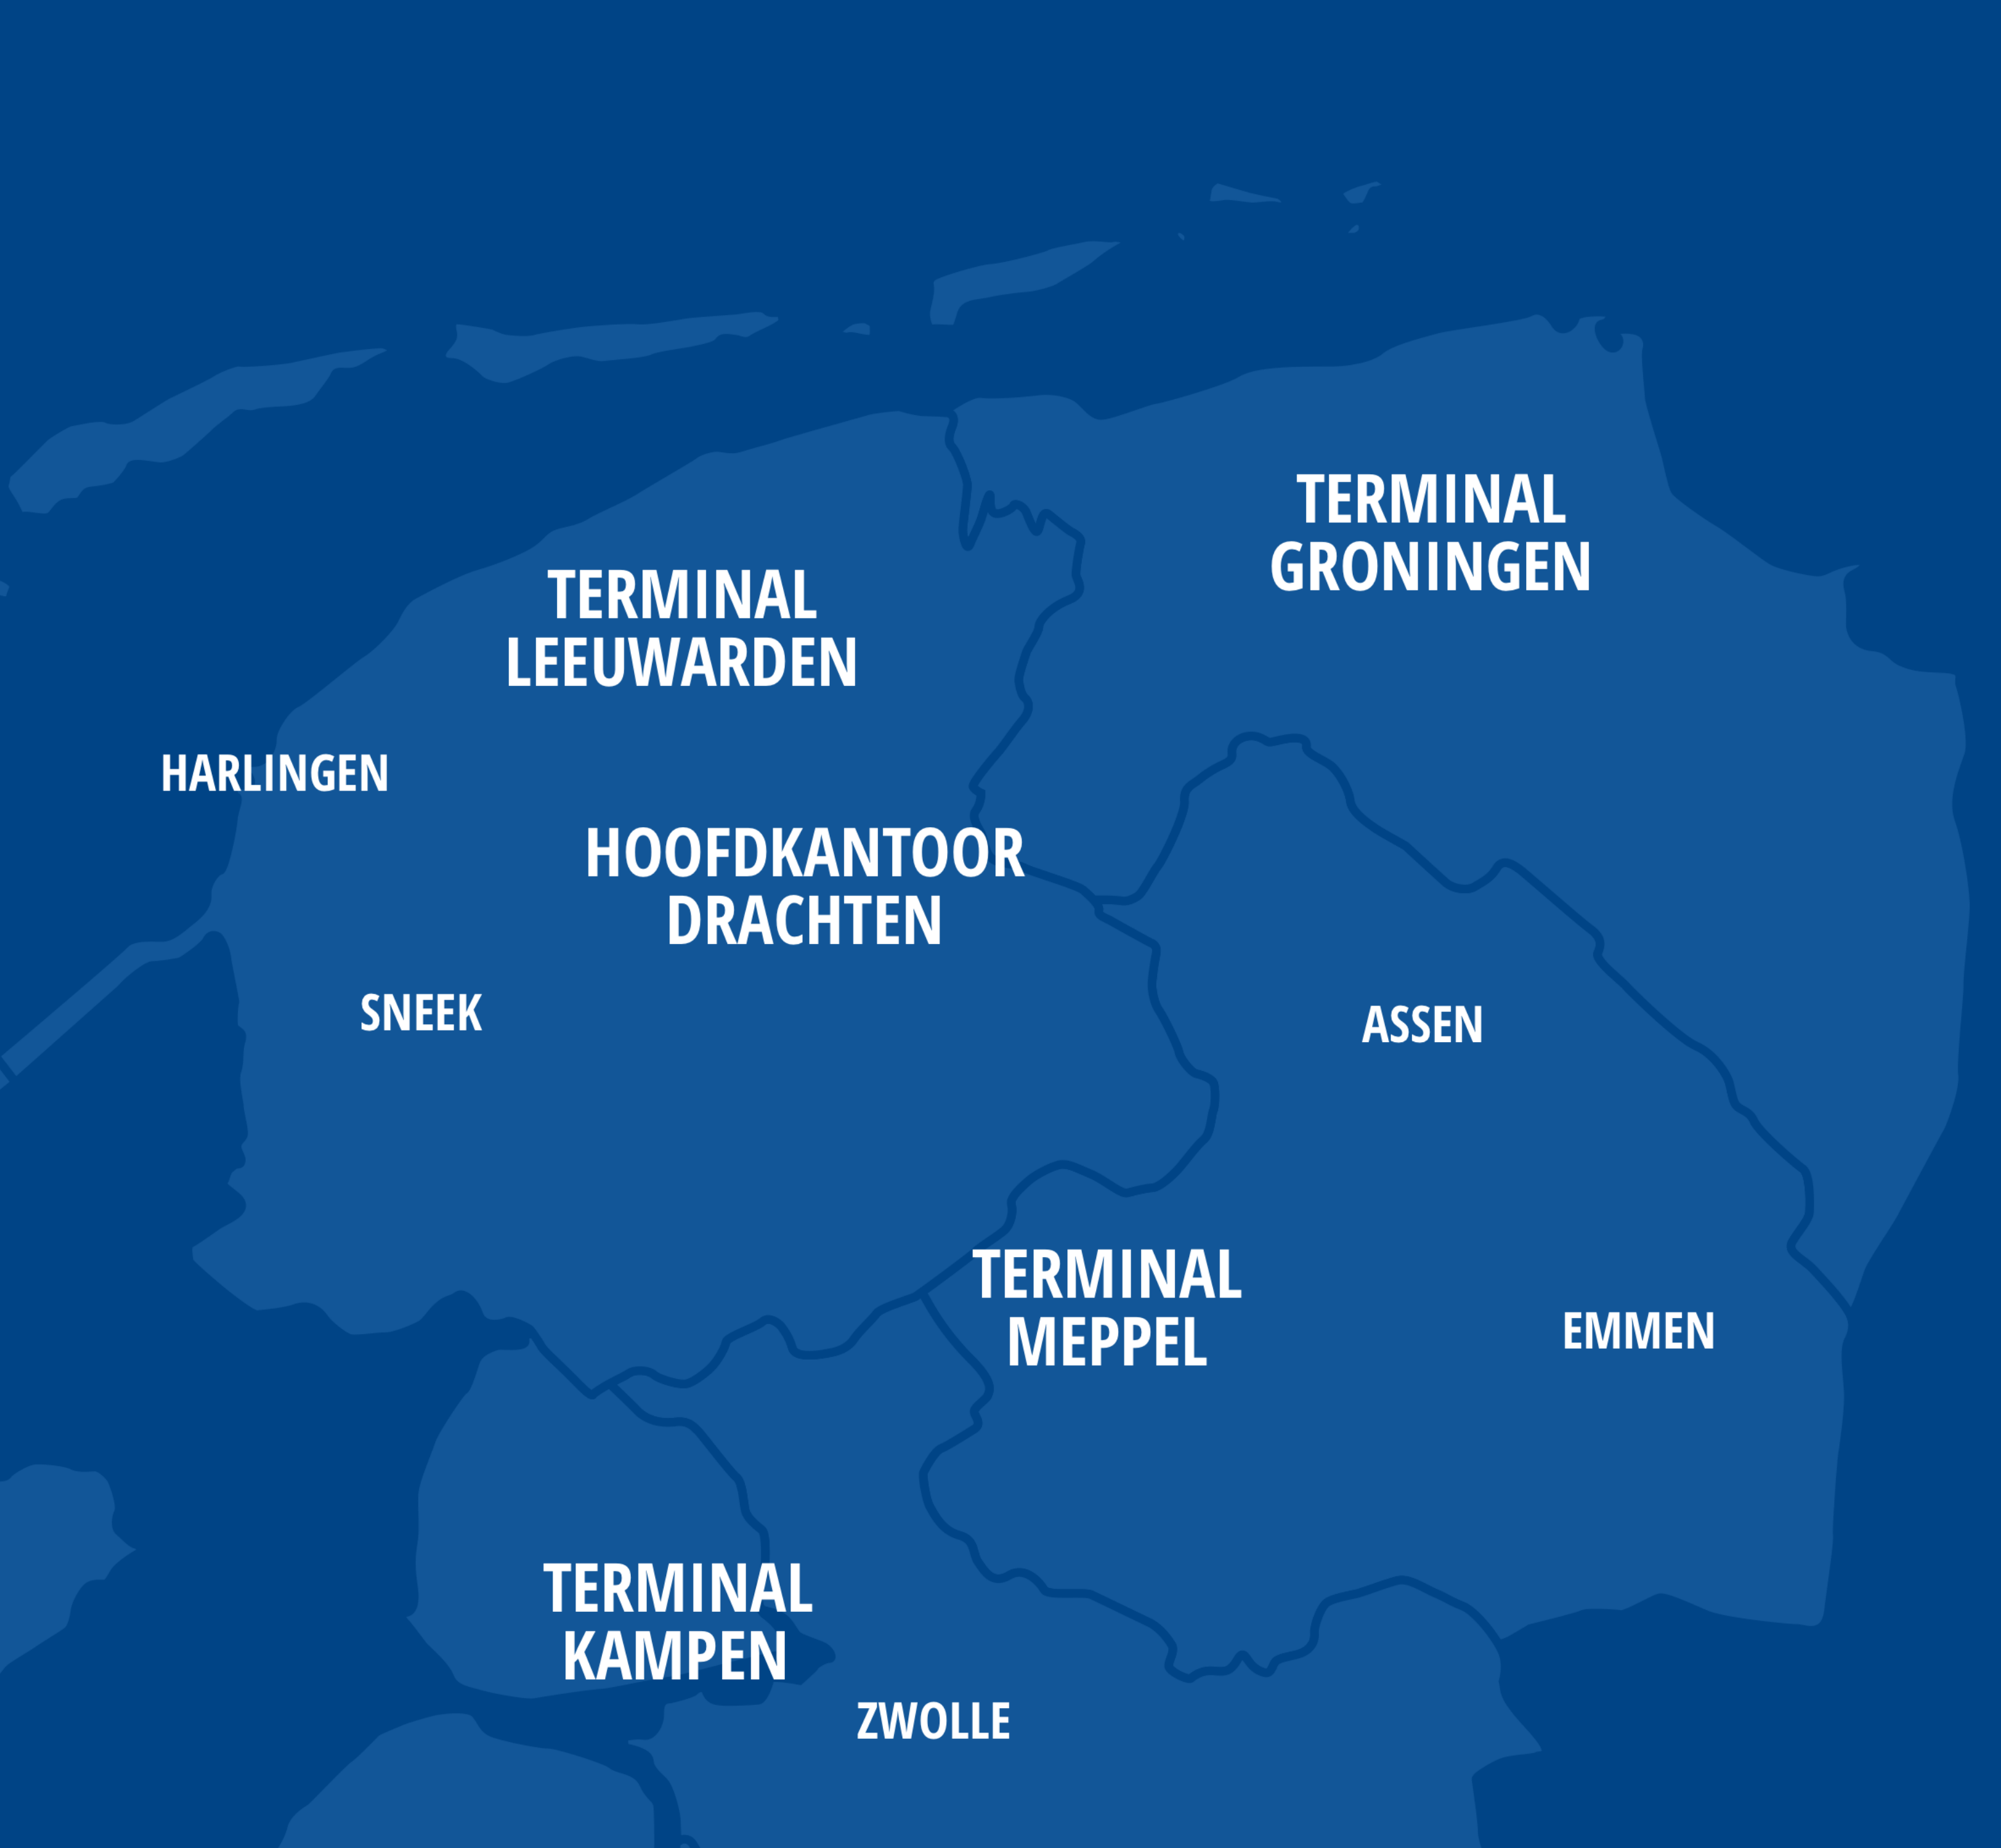 TERMINAL
GRONINGEN
TERMINAL
LEEUWARDEN
HARLINGEN
HOOFDKANTOOR
DRACHTEN
SNEEK
ASSEN
TERMINAL
MEPPEL
EMMEN
TERMINAL
KAMPEN
ZWOLLE